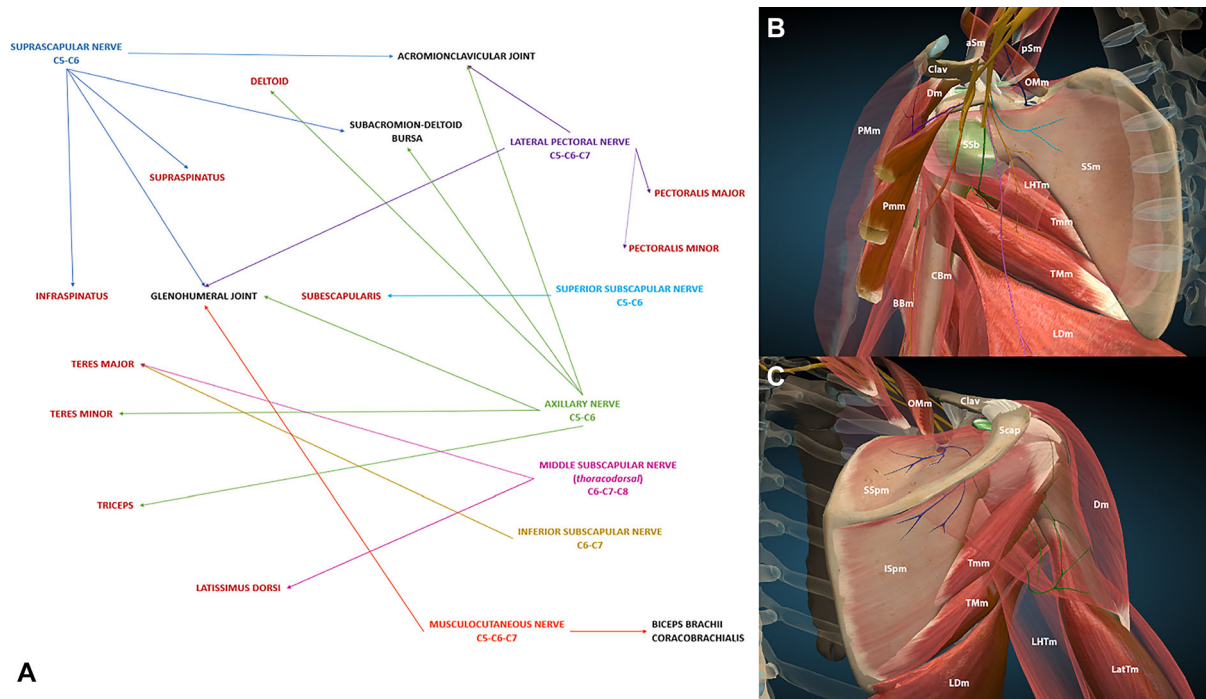 SUPRASCAPULAR NERVE
C5-C6
ACROMIONCLAVICULAR JOINT
DELTOID
SUBACROMION-DELTOID
BURSA
LATERAL PECTORAL NERVE
C5-C6-C7
SUPRASPINATUS
PECTORALIS MAJOR
PECTORALIS MINOR
INFRASPINATUS
GLENOHUMERAL JOINT
SUBESCAPULARIS
SUPERIOR SUBSCAPULAR NERVE
C5-C6
TERES MAJOR
TERES MINOR
AXILLARY NERVE
C5-C6
MIDDLE SUBSCAPULAR NERVE
(thoracodorsal)
C6-C7-C8
TRICEPS
INFERIOR SUBSCAPULAR NERVE
C6-C7
LATISSIMUS DORSI
MUSCULOCUTANEOUS NERVE
C5-C6-C7
BICEPS BRACHII
CORACOBRACHIALIS
A
B
aSm
pSm
Clav
OMm
Dm
PMm
SSb
SSm
LHTm
Pmm
Tmm
CBm
TMm
BBm
LDm
C
OMm
Clav
Scap
SSpm
Dm
ISpm
Tmm
TMm
LHTm
LatTm
LDm